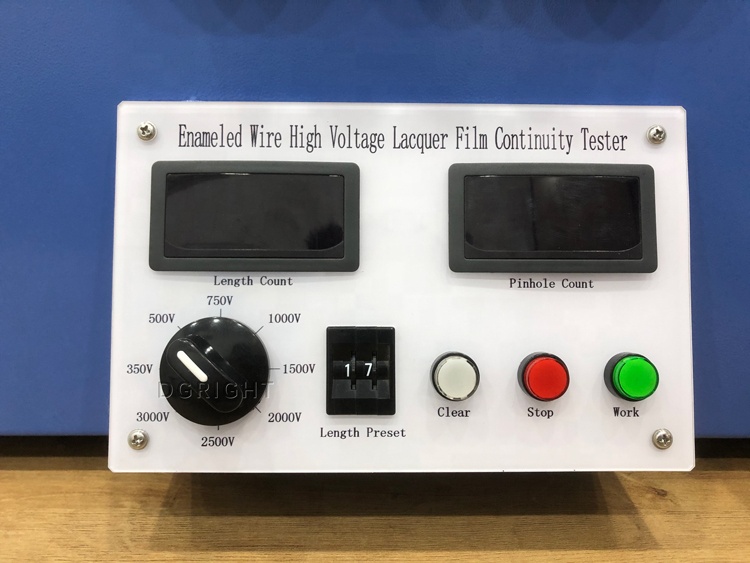 Enameled Wire High Voltage Lacquer Film Continuity Tester
Length Count
Pinhole Count
750V
500V
1000V
350V
1500V
3000V
2000V
2500V
DGRIGHT
1 7
Length Preset
Clear
Stop
Work